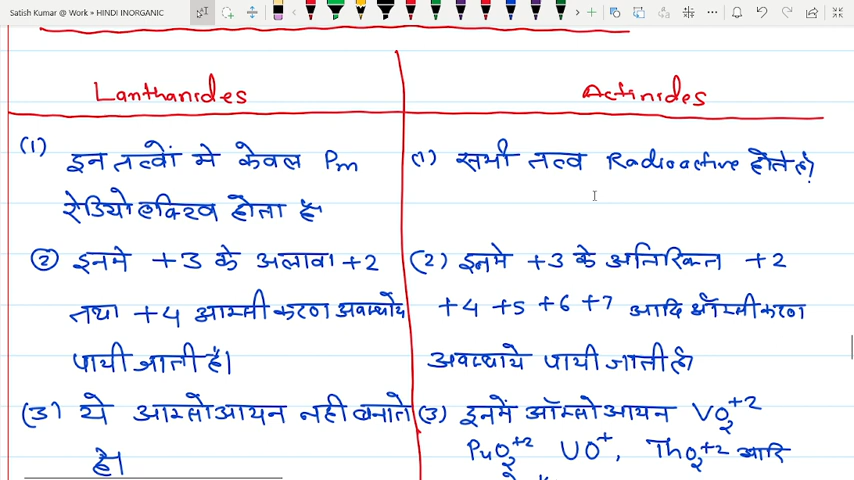 Satish Kumar @ Work » HINDI INORGANIC
Lanthanides
(1) इन तत्वों मे केवल Pm
रेडियोएक्टिव होता है
(2) इनमे +3 के अलावा +2
तथा +4 आक्सीकरण अवस्थाये
पायी जाती है।
(3) ये आक्सोआयन नही बनाते
है।
Actinides
(1) सभी तत्व Radioactive होते है।
(2) इनमे +3 के अतिरिक्त +2
+4 +5 +6 +7 आदि ऑक्सीकरण
अवस्थाये पायी जाती है।
(3) इनमें ऑक्सोआयन VO₂⁺²
PuO₂⁺² UO⁺, ThO₂⁺² आदि